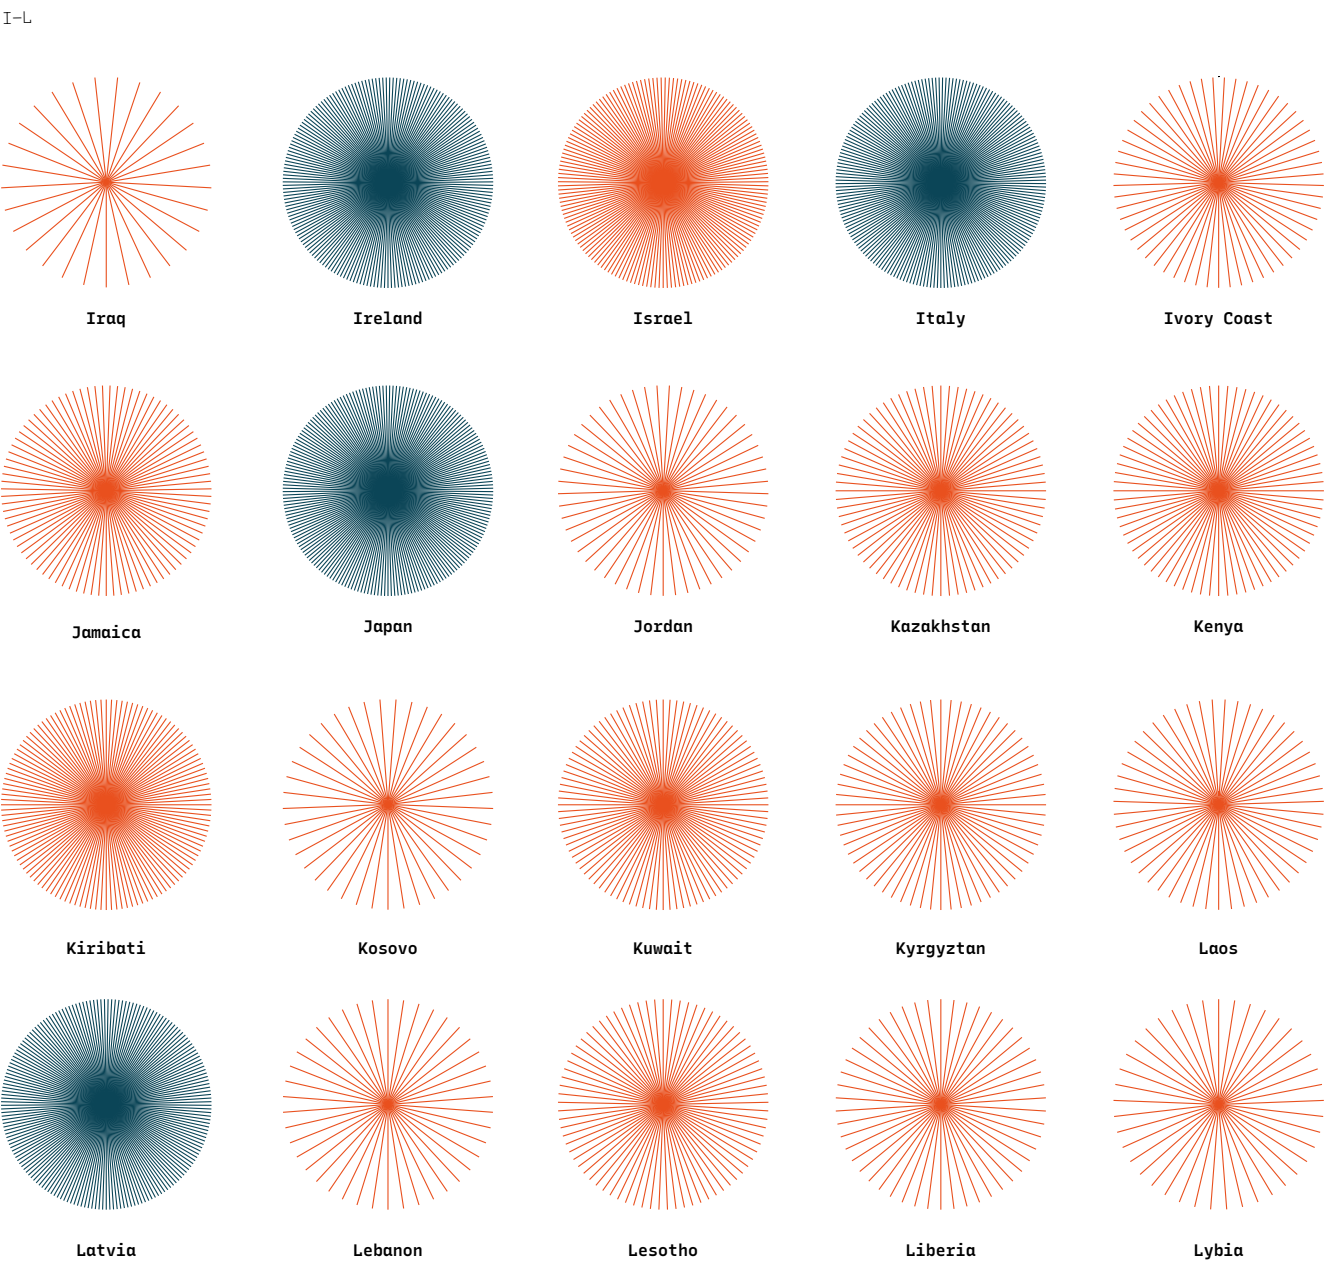 I–L
Iraq
Ireland
Israel
Italy
Ivory Coast
Jamaica
Japan
Jordan
Kazakhstan
Kenya
Kiribati
Kosovo
Kuwait
Kyrgyztan
Laos
Latvia
Lebanon
Lesotho
Liberia
Lybia